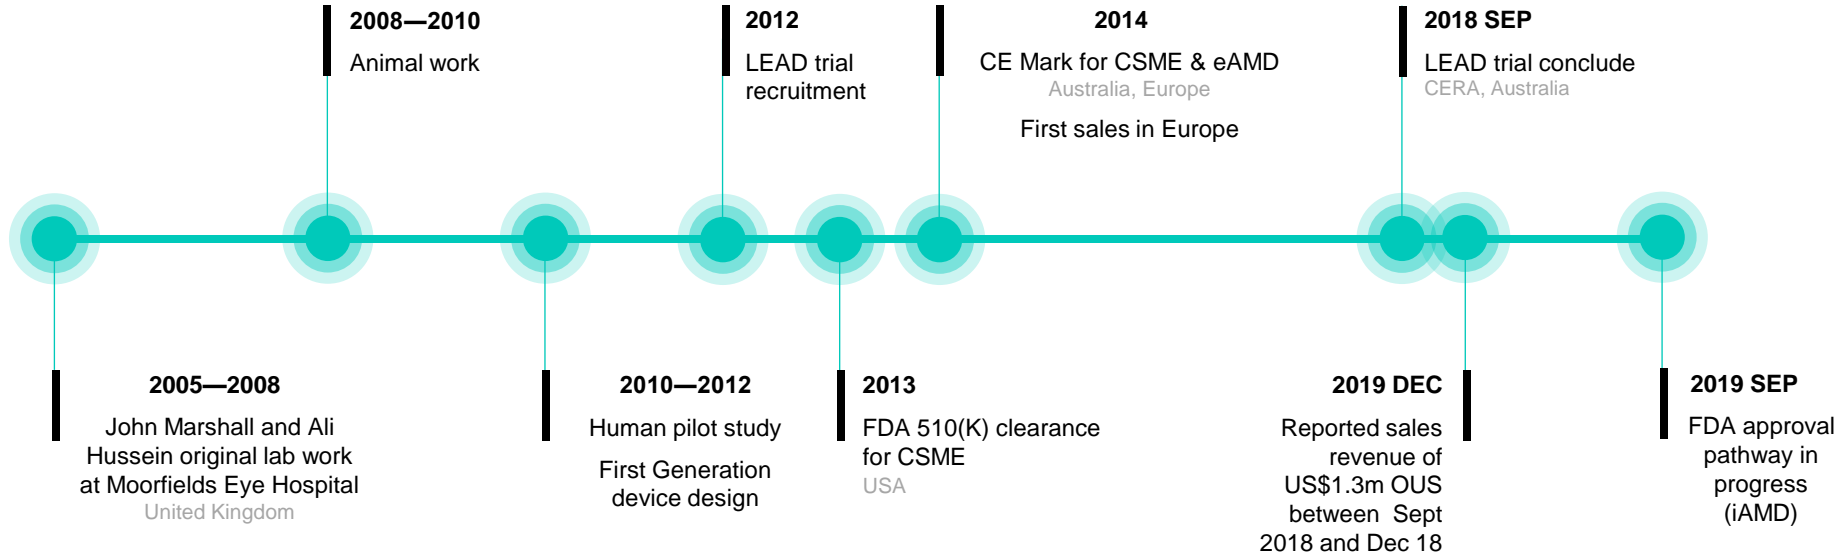 2008—2010
Animal work
2012
LEAD trial
recruitment
2014
CE Mark for CSME & eAMD
Australia, Europe
First sales in Europe
2018 SEP
LEAD trial conclude
CERA, Australia
2005—2008
John Marshall and Ali
Hussein original lab work
at Moorfields Eye Hospital
United Kingdom
2010—2012
Human pilot study
First Generation
device design
2013
FDA 510(K) clearance
for CSME
USA
2019 DEC
Reported sales
revenue of
US$1.3m OUS
between Sept
2018 and Dec 18
2019 SEP
FDA approval
pathway in
progress
(iAMD)